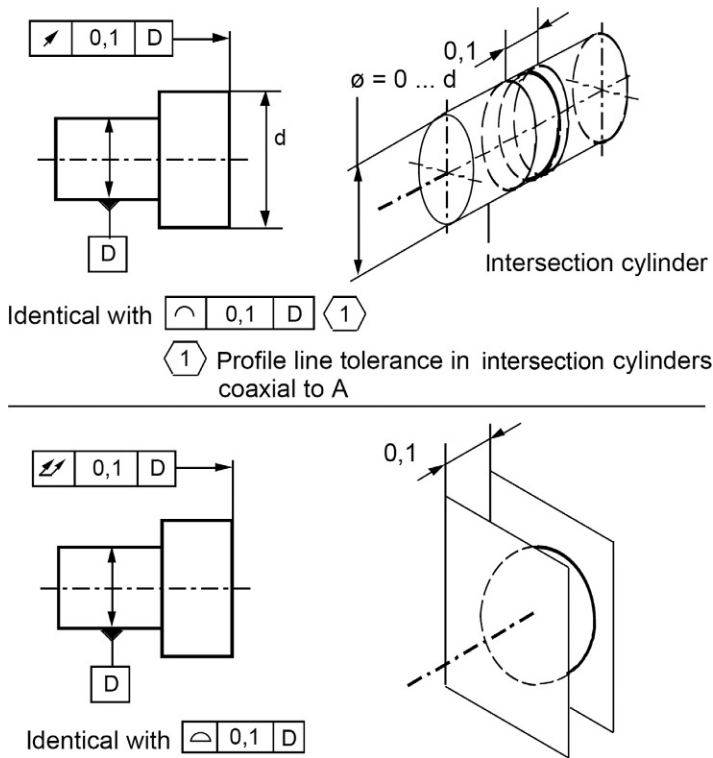 0,1 D
d
D
0,1
ø = 0 ... d
Intersection cylinder
Identical with 0,1 D 1
1 Profile line tolerance in intersection cylinders
coaxial to A
0,1 D
D
0,1
Identical with 0,1 D